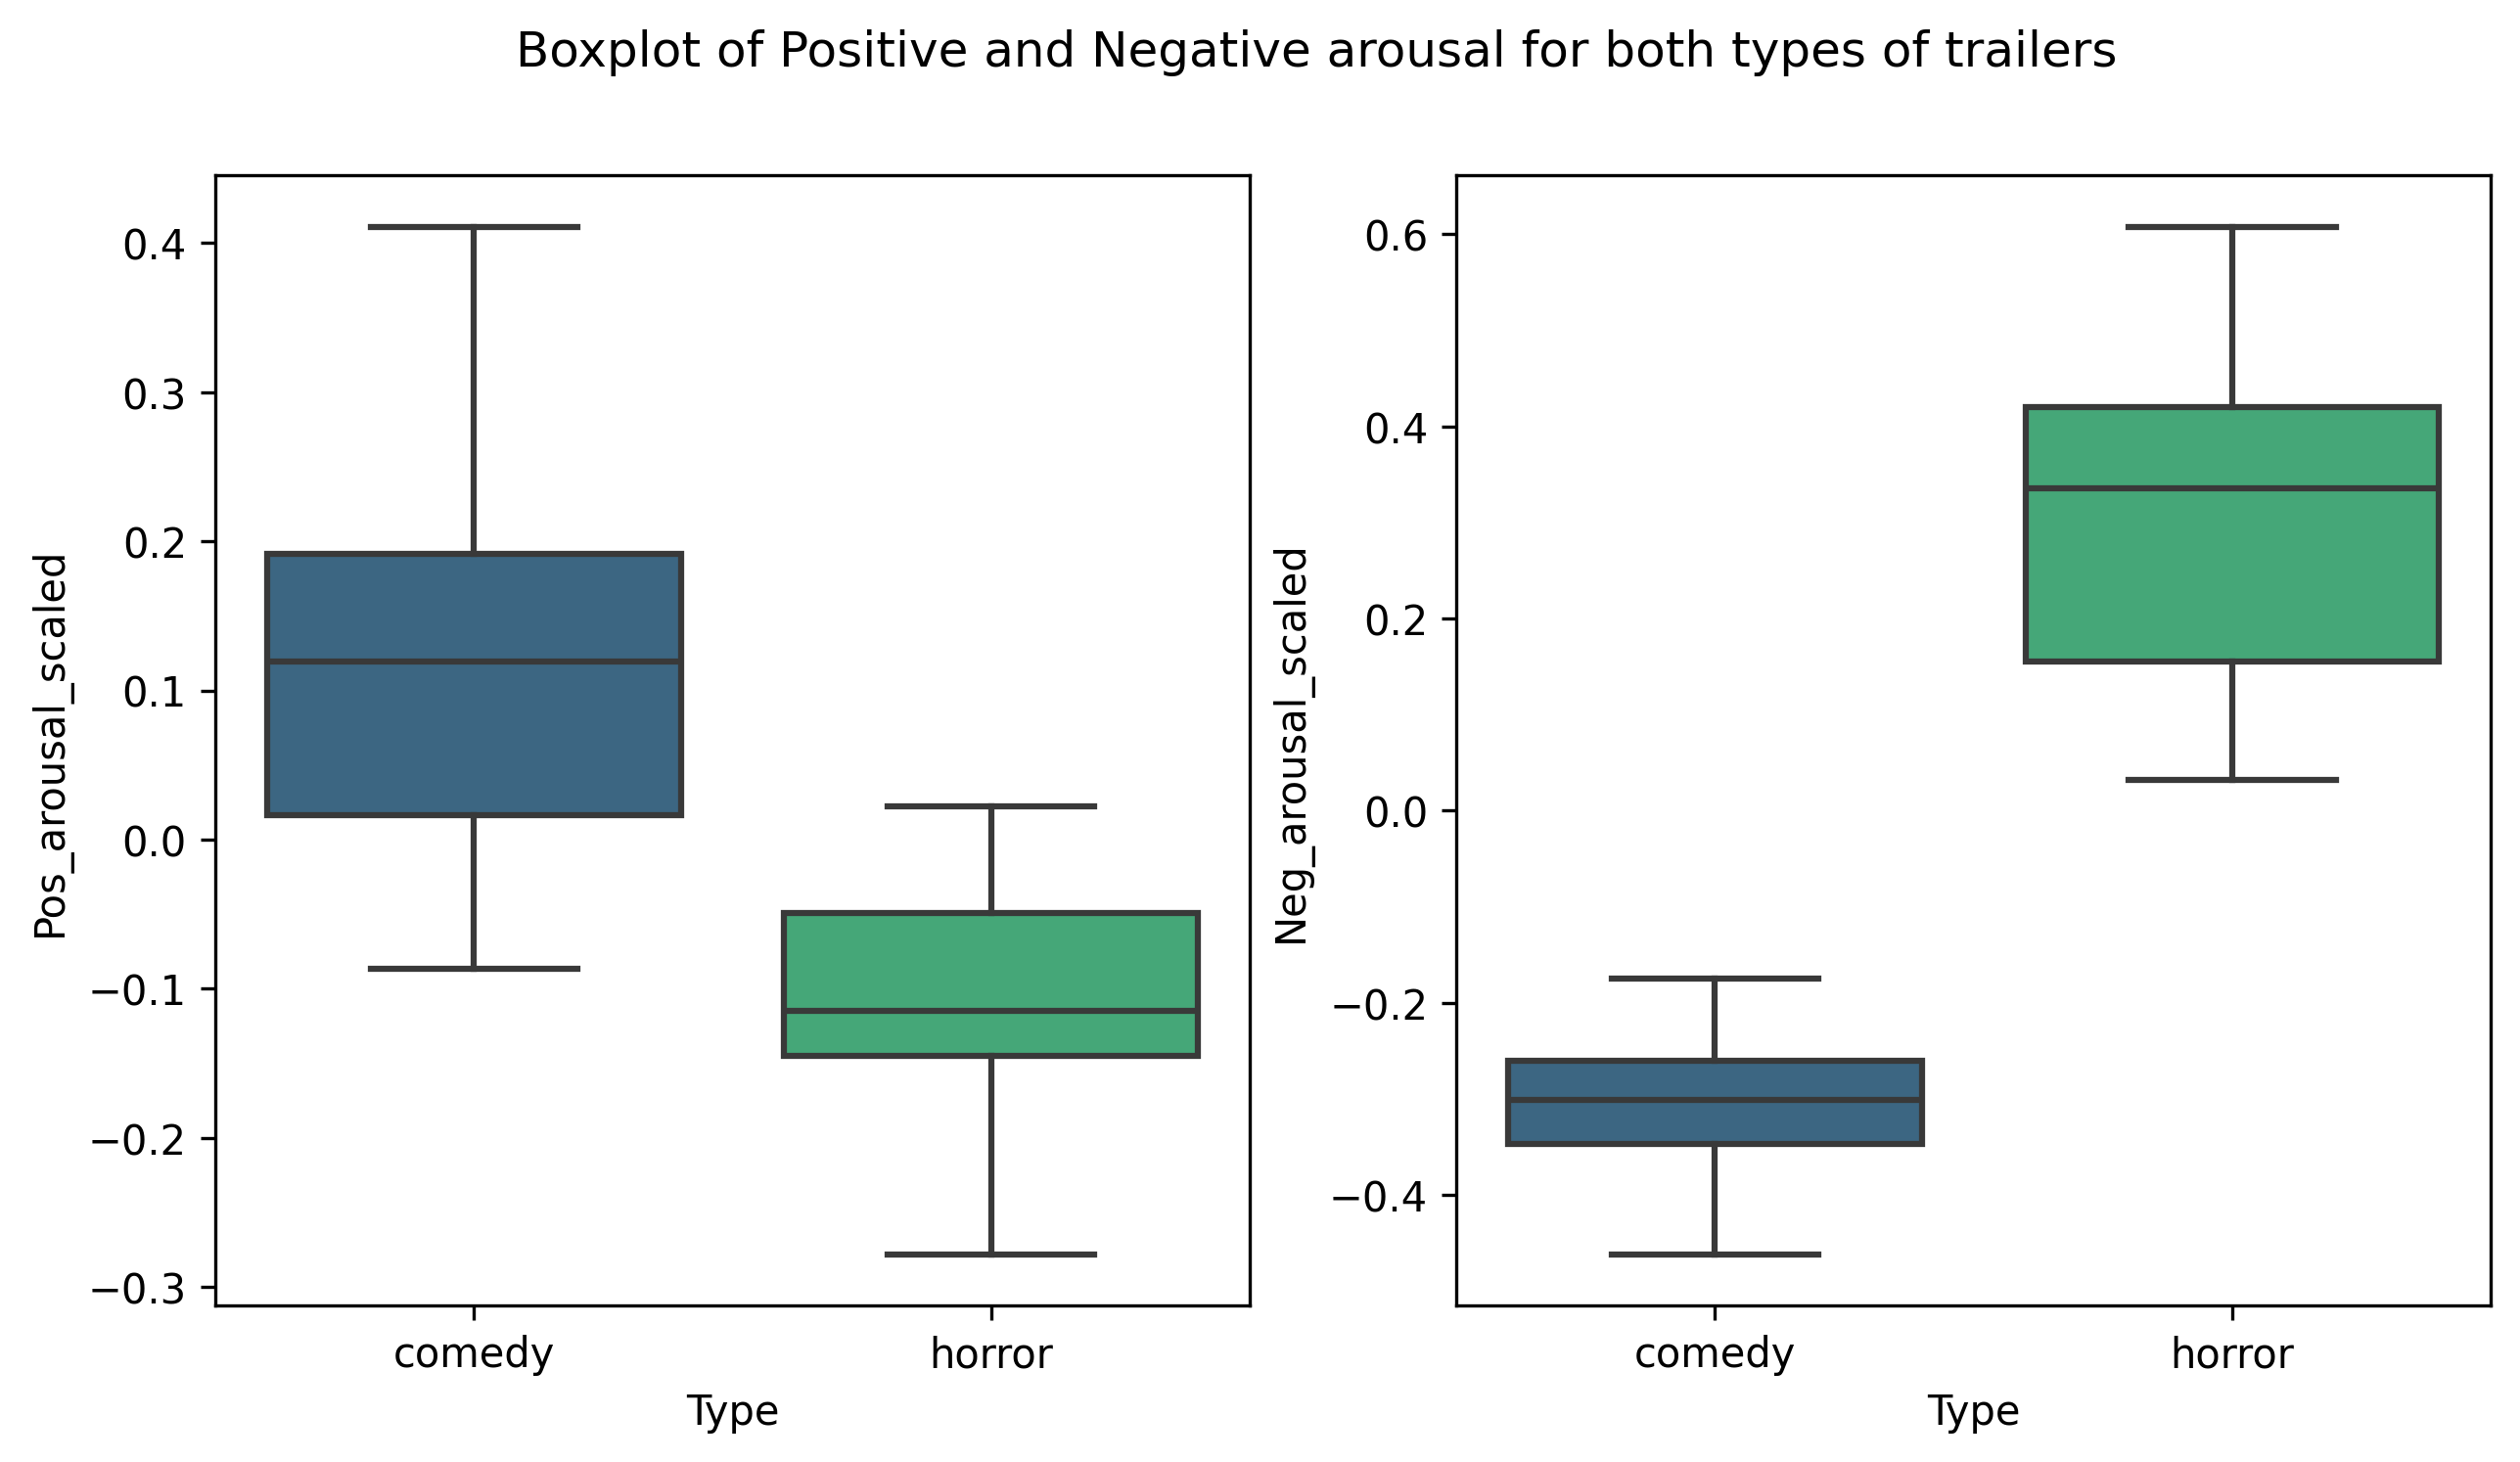 Boxplot of Positive and Negative arousal for both types of trailers
Pos_arousal_scaled
0.4
0.3
0.2
0.1
0.0
−0.1
−0.2
−0.3
comedy
horror
Type
Neg_arousal_scaled
0.6
0.4
0.2
0.0
−0.2
−0.4
comedy
horror
Type